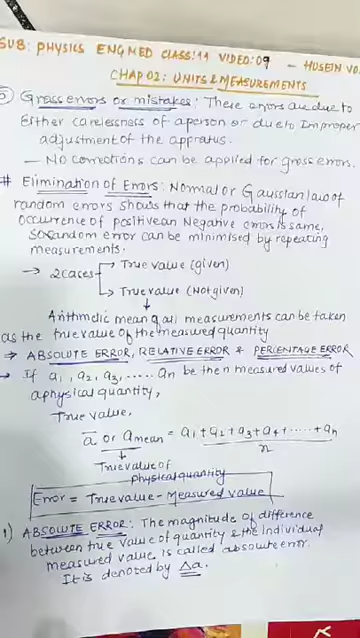 SUB: PHYSICS ENG MED CLASS: 11 VIDEO: 09 - HUSEIN VO
CHAP 02: UNITS & MEASUREMENTS
Gross errors or mistakes: These errors are due to
Either carelessness of a person or due to Improper
adjustment of the appratus.
- No corrections can be applied for gross errors.
# Elimination of Errors: Normal or Gaussian law of
random errors shows that the probability of
occurrence of positive an Negative error is same,
so random error can be minimised by repeating
measurements.
→ 2 cases → True value (given)
→ True value (Not given)
↓
Arithmetic mean of all measurements can be taken
as the true value of the measured quantity
⇒ ABSOLUTE ERROR, RELATIVE ERROR & PERCENTAGE ERROR
→ If a₁, a₂, a₃, ..... an be the n measured values of
a physical quantity,
True value,
a̅ or a mean = a₁ + a₂ + a₃ + a₄ + ..... + an
n
↓
True value of
physical quantity
Error = True value - Measured value
1) ABSOLUTE ERROR: The magnitude of difference
between true value of quantity & the individual
measured value is called absolute error.
It is denoted by Δa.